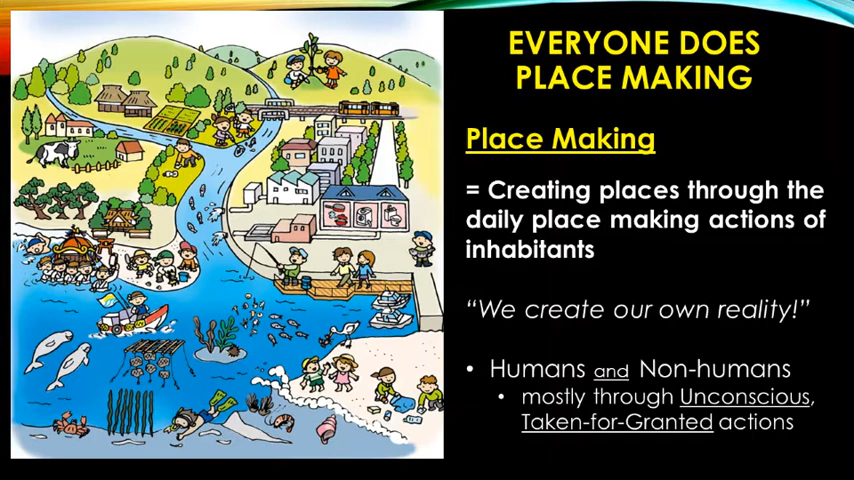 EVERYONE DOES
PLACE MAKING
Place Making
= Creating places through the
daily place making actions of
inhabitants
“We create our own reality!”
• Humans and Non-humans
• mostly through Unconscious,
Taken-for-Granted actions